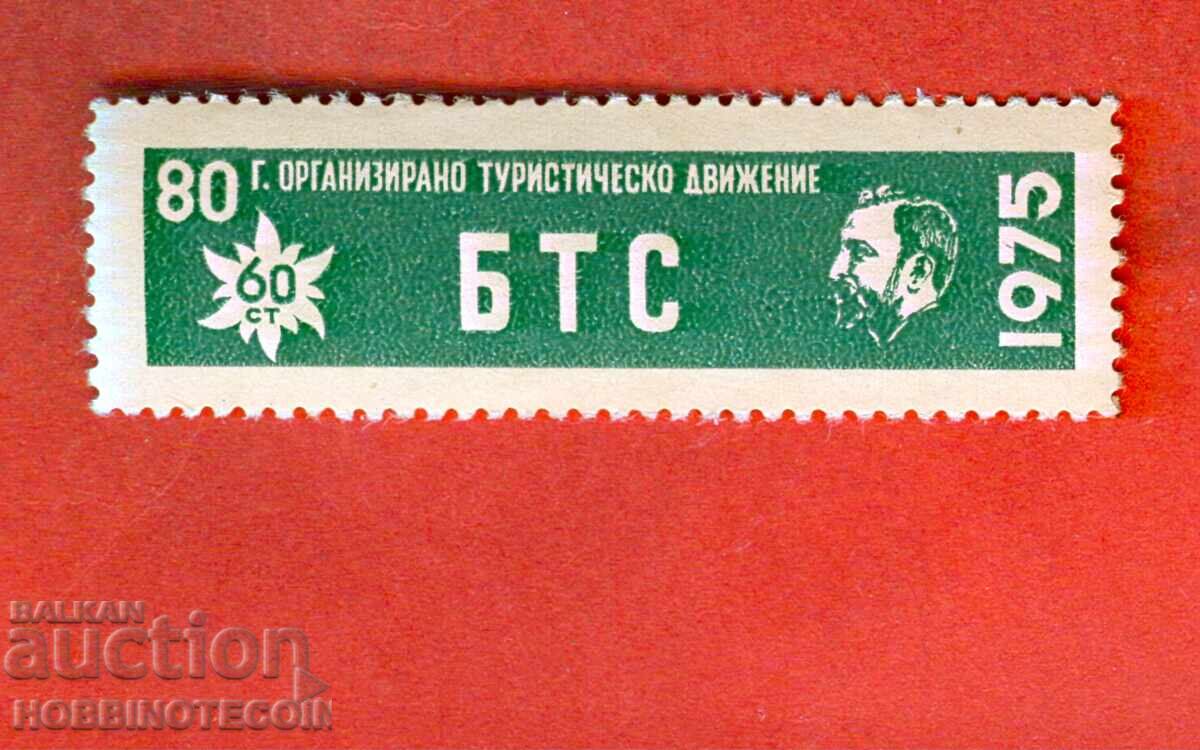 80 Г. ОРГАНИЗИРАНО ТУРИСТИЧЕСКО ДВИЖЕНИЕ
60
СТ
БТС
1975
BALKAN
auction
HOBBINOTECOIN